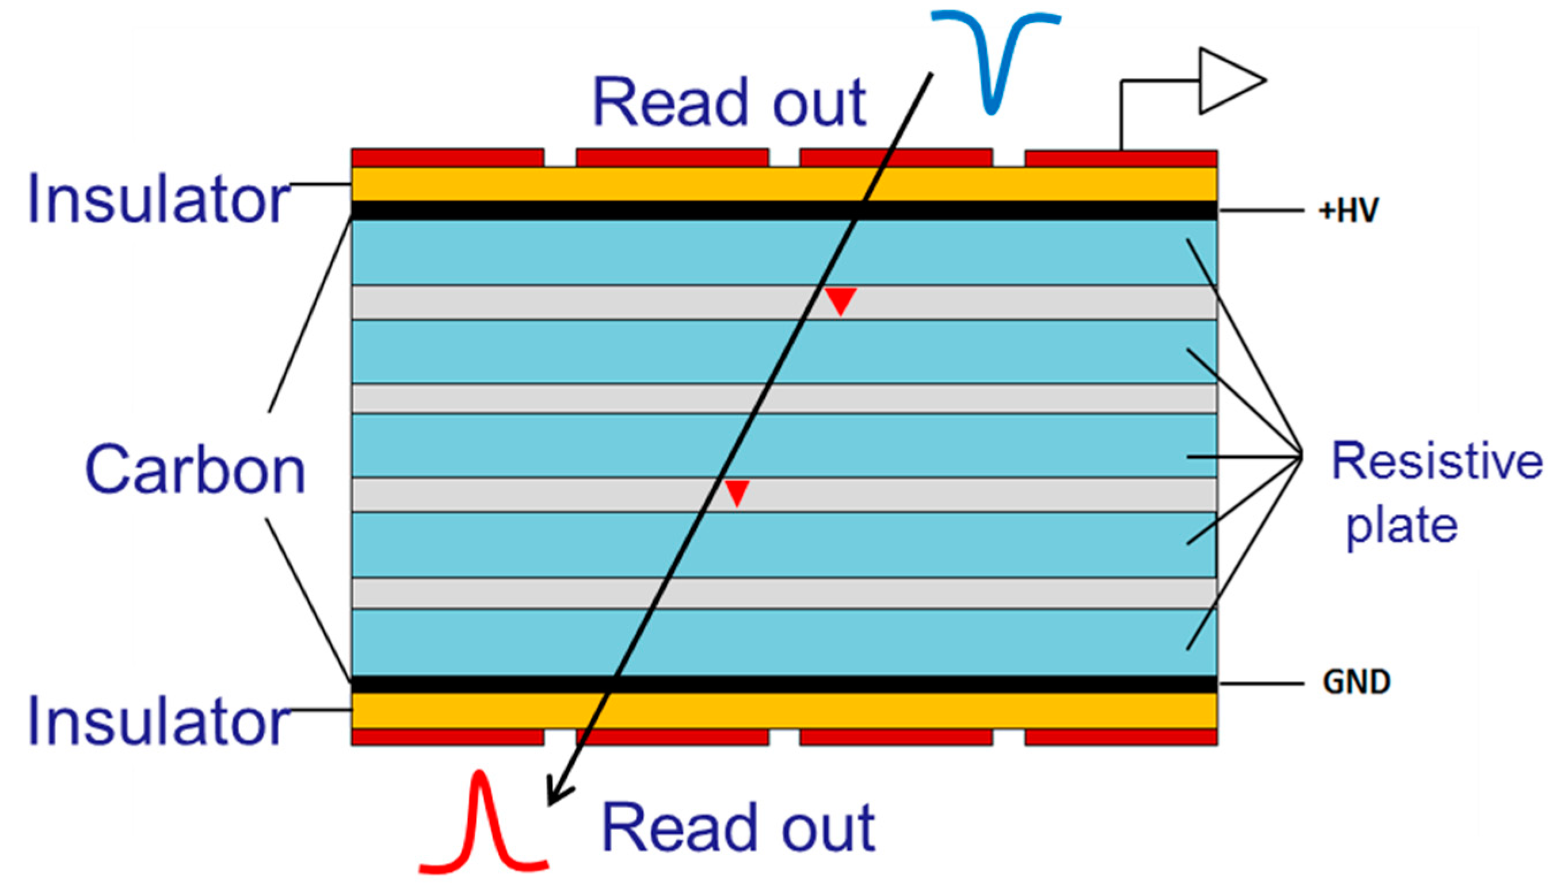 Read out
Insulator
+HV
Carbon
Resistive
plate
GND
Insulator
Read out